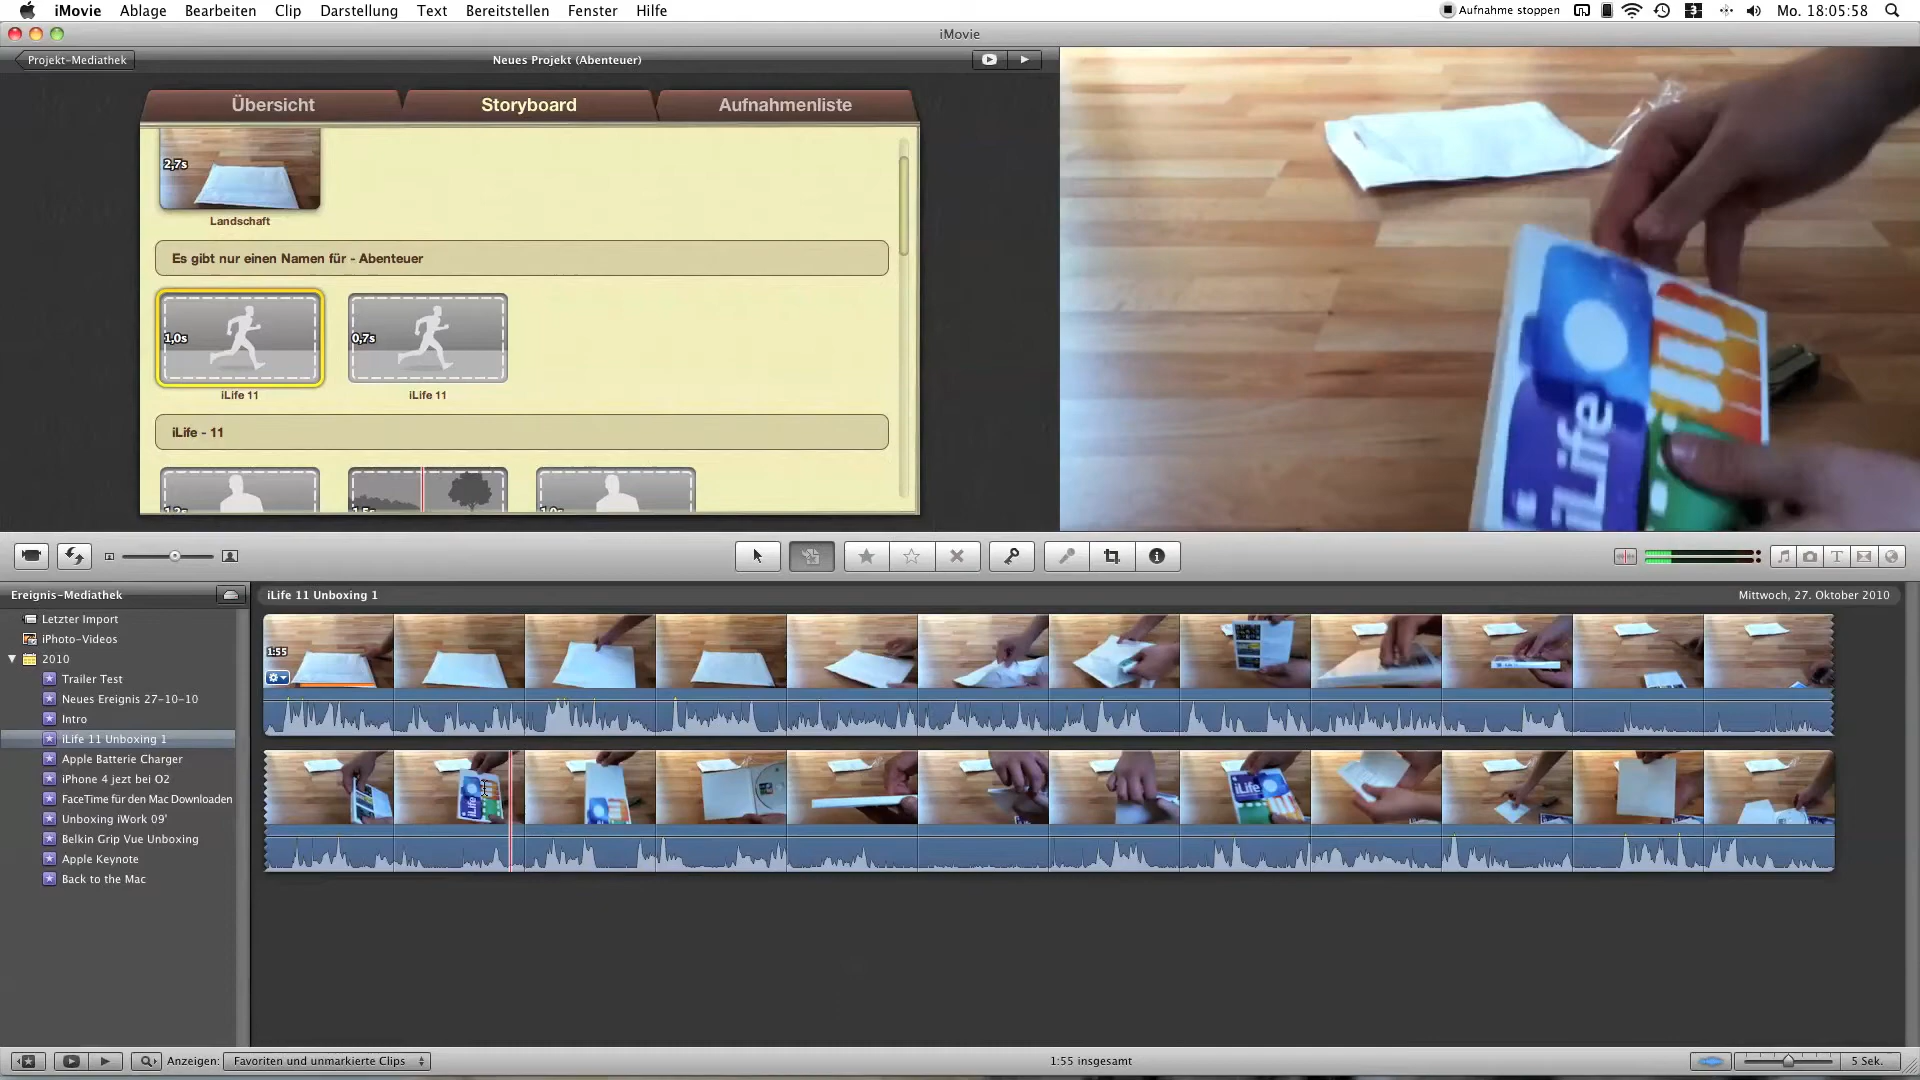 iMovie Ablage Bearbeiten Clip Darstellung Text Bereitstellen Fenster Hilfe Aufnahme stoppen Mo. 18:05:58
iMovie
Projekt-Mediathek Neues Projekt (Abenteuer)
Übersicht Storyboard Aufnahmenliste
2,7s
Landschaft
Es gibt nur einen Namen für - Abenteuer
1,0s 0,7s
iLife 11 iLife 11
iLife - 11
iLife
Ereignis-Mediathek
iLife 11 Unboxing 1 Mittwoch, 27. Oktober 2010
Letzter Import
iPhoto-Videos
2010
Trailer Test
Neues Ereignis 27-10-10
Intro
iLife 11 Unboxing 1
Apple Batterie Charger
iPhone 4 jezt bei O2
FaceTime für den Mac Downloaden
Unboxing iWork 09'
Belkin Grip Vue Unboxing
Apple Keynote
Back to the Mac
1:55
Anzeigen: Favoriten und unmarkierte Clips 1:55 insgesamt 5 Sek.